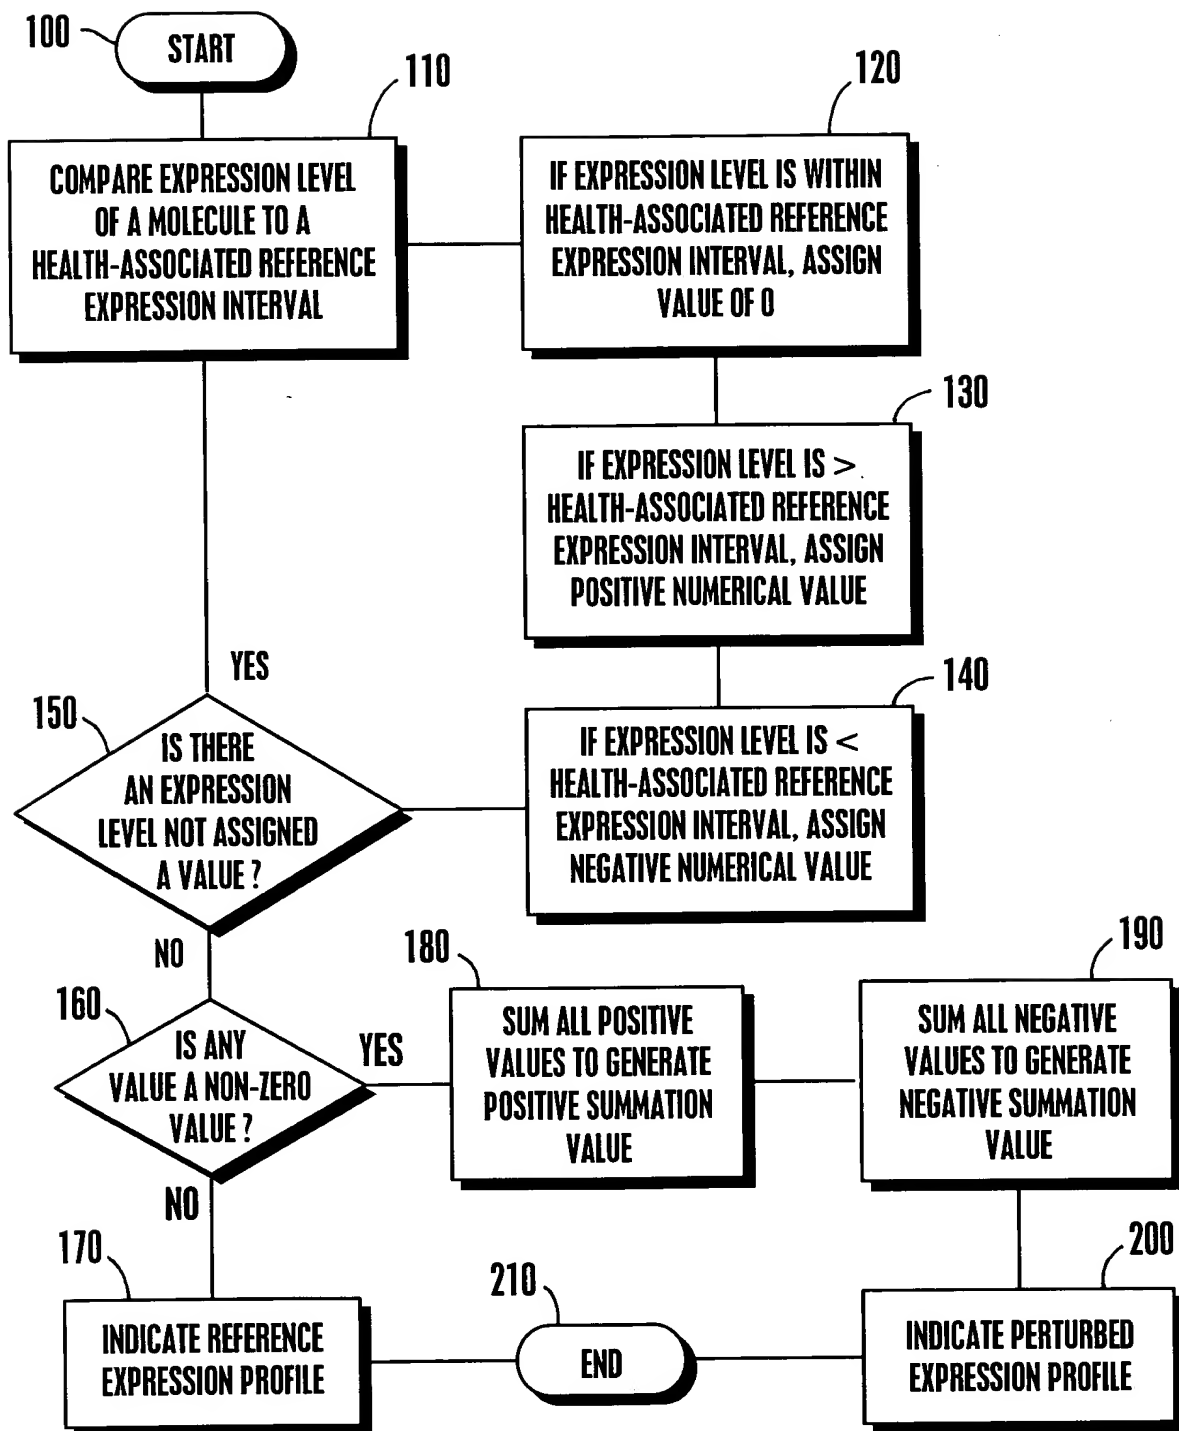 100
START
110
COMPARE EXPRESSION LEVEL
OF A MOLECULE TO A
HEALTH-ASSOCIATED REFERENCE
EXPRESSION INTERVAL
120
IF EXPRESSION LEVEL IS WITHIN
HEALTH-ASSOCIATED REFERENCE
EXPRESSION INTERVAL, ASSIGN
VALUE OF 0
130
IF EXPRESSION LEVEL IS >
HEALTH-ASSOCIATED REFERENCE
EXPRESSION INTERVAL, ASSIGN
POSITIVE NUMERICAL VALUE
140
IF EXPRESSION LEVEL IS <
HEALTH-ASSOCIATED REFERENCE
EXPRESSION INTERVAL, ASSIGN
NEGATIVE NUMERICAL VALUE
YES
150
IS THERE
AN EXPRESSION
LEVEL NOT ASSIGNED
A VALUE ?
NO
160
IS ANY
VALUE A NON-ZERO
VALUE ?
YES
180
SUM ALL POSITIVE
VALUES TO GENERATE
POSITIVE SUMMATION
VALUE
190
SUM ALL NEGATIVE
VALUES TO GENERATE
NEGATIVE SUMMATION
VALUE
NO
170
INDICATE REFERENCE
EXPRESSION PROFILE
210
END
200
INDICATE PERTURBED
EXPRESSION PROFILE